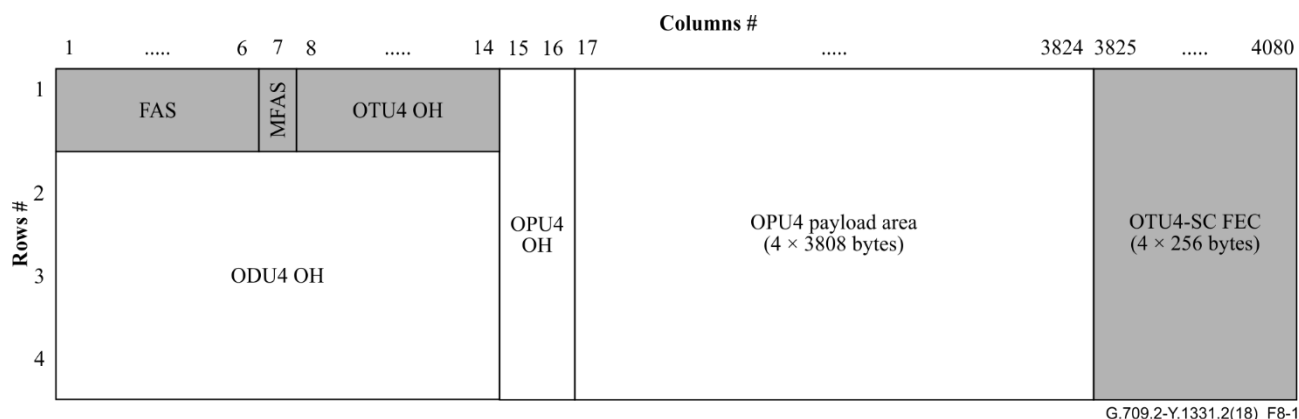 Columns #
1 ..... 6 7 8 ..... 14 15 16 17 ..... 3824 3825 ..... 4080
Rows #
1
FAS
MFAS
OTU4 OH
2
OPU4
OH
OPU4 payload area
(4 × 3808 bytes)
OTU4-SC FEC
(4 × 256 bytes)
3
ODU4 OH
4
G.709.2-Y.1331.2(18)_F8-1